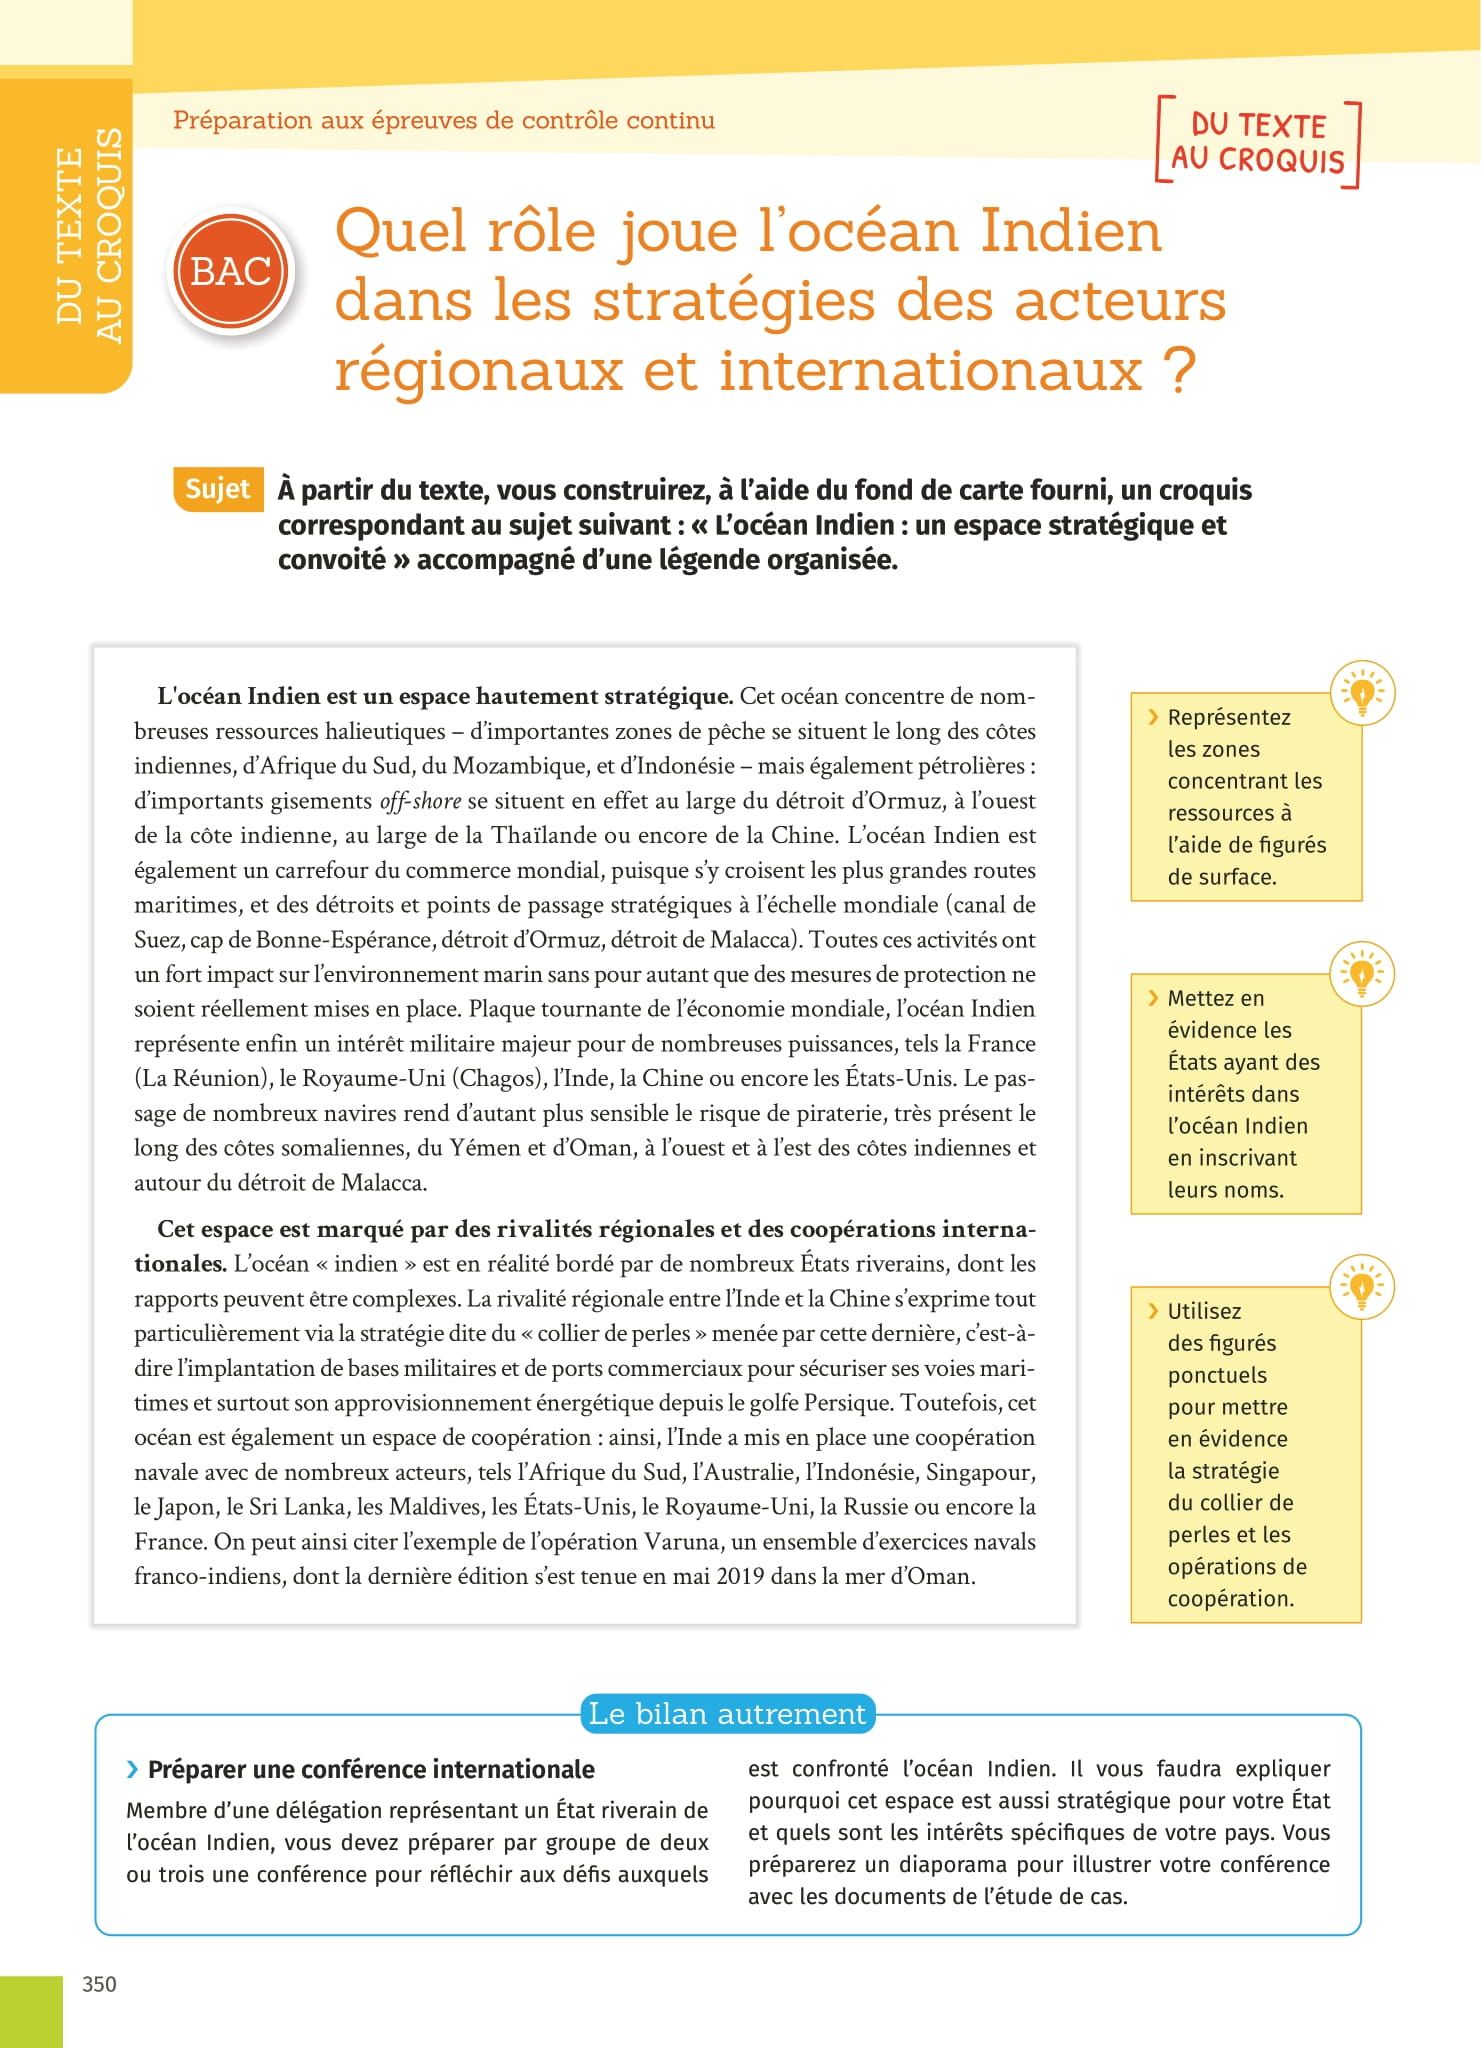 DU TEXTE
AU CROQUIS
Préparation aux épreuves de contrôle continu
DU TEXTE
AU CROQUIS
BAC
Quel rôle joue l'océan Indien
dans les stratégies des acteurs
régionaux et internationaux ?
Sujet
À partir du texte, vous construirez, à l'aide du fond de carte fourni, un croquis
correspondant au sujet suivant : « L'océan Indien : un espace stratégique et
convoité » accompagné d'une légende organisée.
L'océan Indien est un espace hautement stratégique. Cet océan concentre de nom-
breuses ressources halieutiques – d'importantes zones de pêche se situent le long des côtes
indiennes, d'Afrique du Sud, du Mozambique, et d'Indonésie – mais également pétrolières :
d'importants gisements off-shore se situent en effet au large du détroit d'Ormuz, à l'ouest
de la côte indienne, au large de la Thaïlande ou encore de la Chine. L'océan Indien est
également un carrefour du commerce mondial, puisque s'y croisent les plus grandes routes
maritimes, et des détroits et points de passage stratégiques à l'échelle mondiale (canal de
Suez, cap de Bonne-Espérance, détroit d'Ormuz, détroit de Malacca). Toutes ces activités ont
un fort impact sur l'environnement marin sans pour autant que des mesures de protection ne
soient réellement mises en place. Plaque tournante de l'économie mondiale, l'océan Indien
représente enfin un intérêt militaire majeur pour de nombreuses puissances, tels la France
(La Réunion), le Royaume-Uni (Chagos), l'Inde, la Chine ou encore les États-Unis. Le pas-
sage de nombreux navires rend d'autant plus sensible le risque de piraterie, très présent le
long des côtes somaliennes, du Yémen et d'Oman, à l'ouest et à l'est des côtes indiennes et
autour du détroit de Malacca.
Cet espace est marqué par des rivalités régionales et des coopérations interna-
tionales. L'océan « indien » est en réalité bordé par de nombreux États riverains, dont les
rapports peuvent être complexes. La rivalité régionale entre l'Inde et la Chine s'exprime tout
particulièrement via la stratégie dite du « collier de perles » menée par cette dernière, c'est-à-
dire l'implantation de bases militaires et de ports commerciaux pour sécuriser ses voies mari-
times et surtout son approvisionnement énergétique depuis le golfe Persique. Toutefois, cet
océan est également un espace de coopération : ainsi, l'Inde a mis en place une coopération
navale avec de nombreux acteurs, tels l'Afrique du Sud, l'Australie, l'Indonésie, Singapour,
le Japon, le Sri Lanka, les Maldives, les États-Unis, le Royaume-Uni, la Russie ou encore la
France. On peut ainsi citer l'exemple de l'opération Varuna, un ensemble d'exercices navals
franco-indiens, dont la dernière édition s'est tenue en mai 2019 dans la mer d'Oman.
› Représentez
les zones
concentrant les
ressources à
l'aide de figurés
de surface.
› Mettez en
évidence les
États ayant des
intérêts dans
l'océan Indien
en inscrivant
leurs noms.
› Utilisez
des figurés
ponctuels
pour mettre
en évidence
la stratégie
du collier de
perles et les
opérations de
coopération.
Le bilan autrement
› Préparer une conférence internationale
Membre d'une délégation représentant un État riverain de
l'océan Indien, vous devez préparer par groupe de deux
ou trois une conférence pour réfléchir aux défis auxquels
est confronté l'océan Indien. Il vous faudra expliquer
pourquoi cet espace est aussi stratégique pour votre État
et quels sont les intérêts spécifiques de votre pays. Vous
préparerez un diaporama pour illustrer votre conférence
avec les documents de l'étude de cas.
350